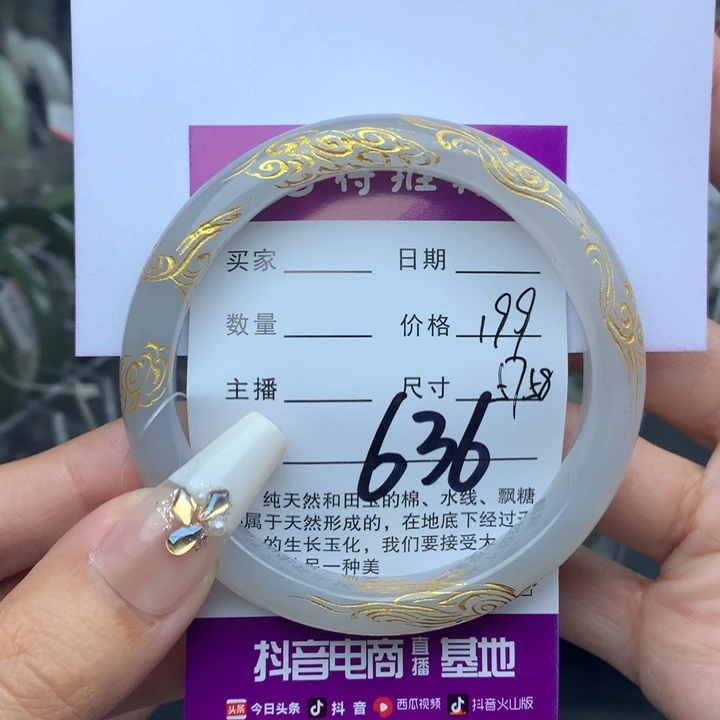 买家 日期
数量 价格 199
主播 尺寸 57.58
636
纯天然和田玉的棉、水线、飘糖
属于天然形成的，在地底下经过
的生长玉化，我们要接受大
另一种美
抖音电商 直播 基地
头条 今日头条 抖音 西瓜视频 抖音火山版